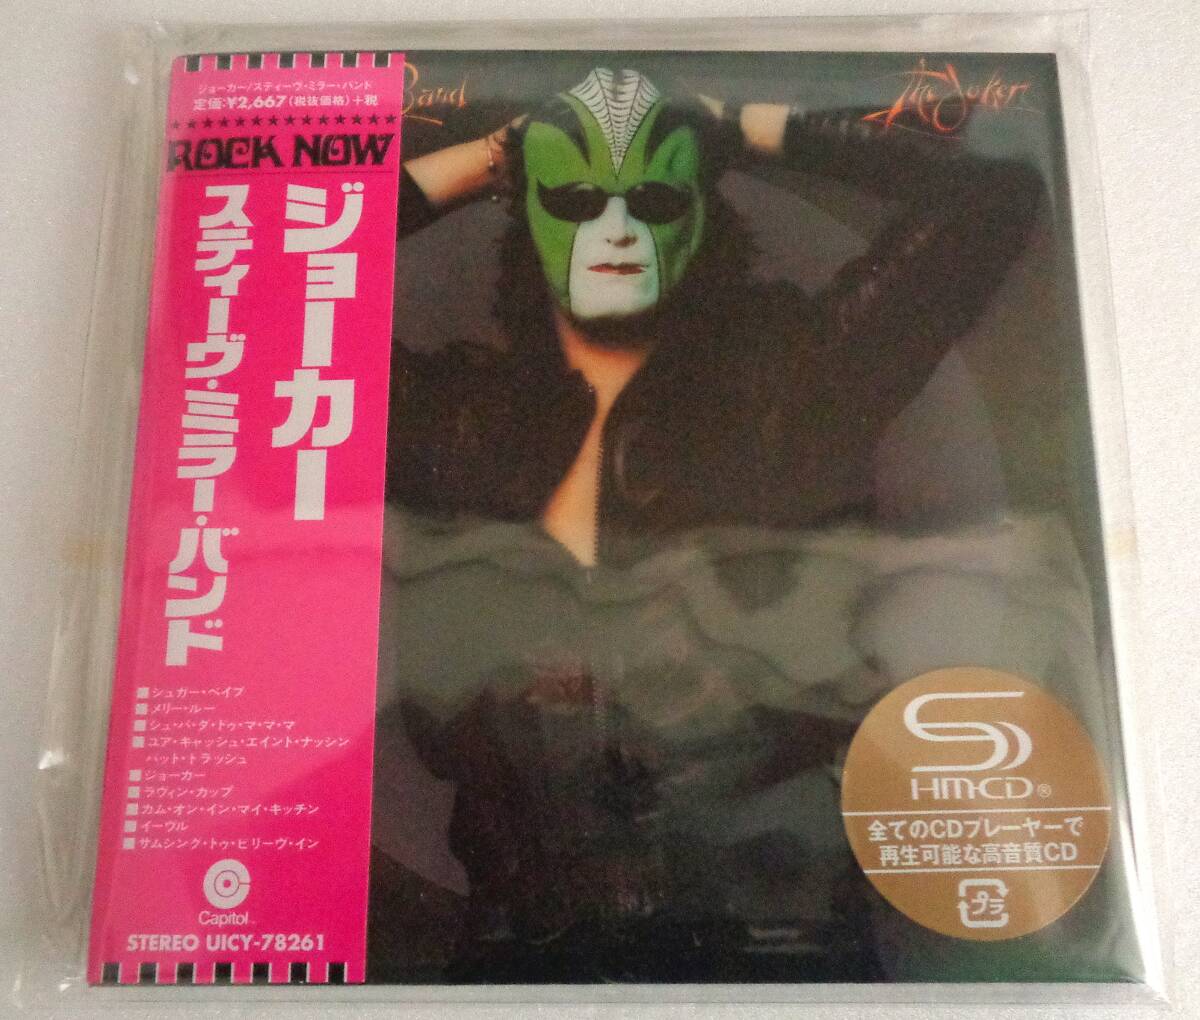 ジョーカー/スティーヴ・ミラー・バンド
定価:¥2,667(税抜価格)+税
ROCK NOW
ジョーカー
スティーヴ・ミラー・バンド
シュガー・ベイブ
メリー・ルー
シュ・バ・ダ・ドゥ・マ・マ・マ
ユア・キャッシュ・エイント・ナッシン
バット・トラッシュ
ジョーカー
ラヴィン・カップ
カム・オン・イン・マイ・キッチン
イーヴル
サムシング・トゥ・ビリーヴ・イン
Capitol™
STEREO UICY-78261
Band
The Joker
S
HM-CD®
全てのCDプレーヤーで
再生可能な高音質CD
プラ